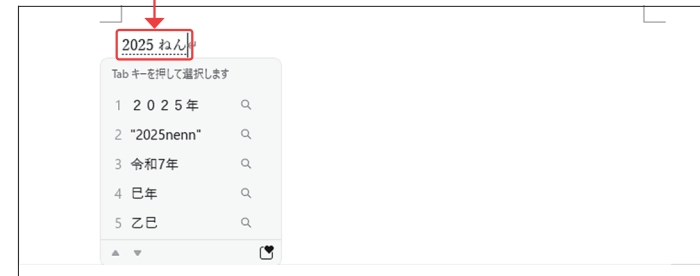 2025 ねん
Tab キーを押して選択します
1 ２０２５年
2 "2025nenn"
3 令和7年
4 巳年
5 乙巳